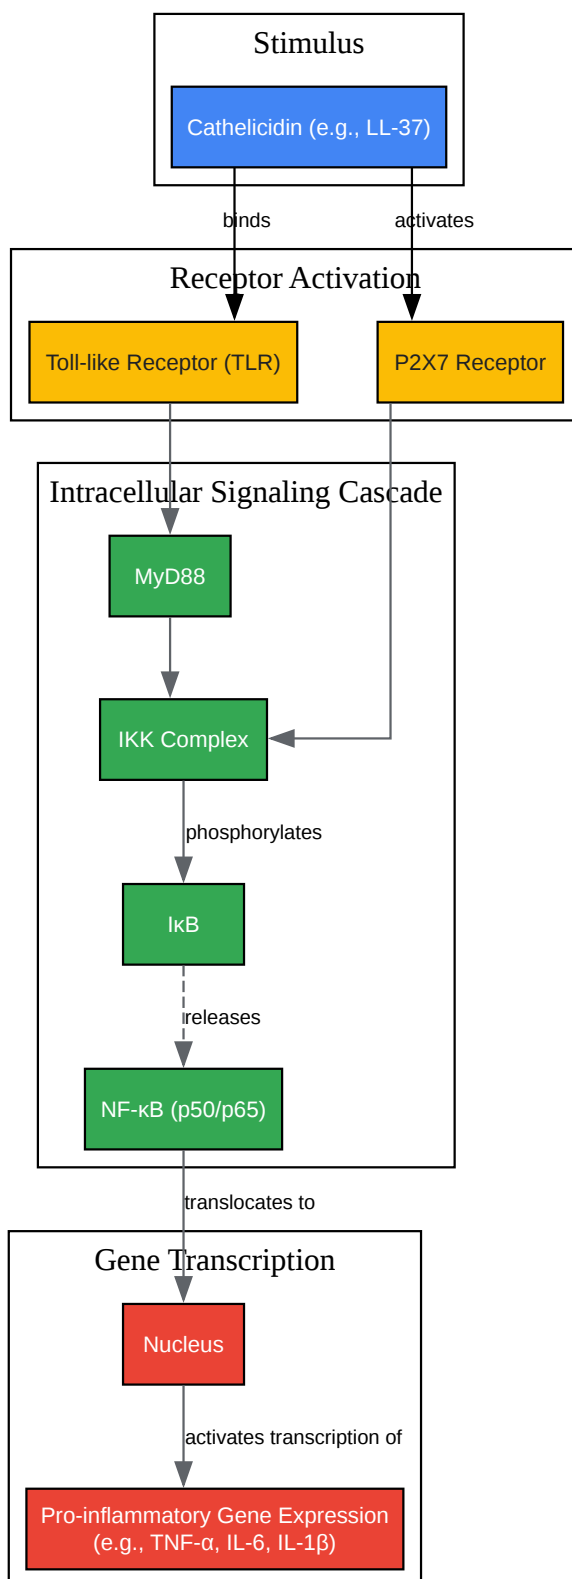 Stimulus
Cathelicidin (e.g., LL-37)
binds
activates
Receptor Activation
Toll-like Receptor (TLR)
P2X7 Receptor
Intracellular Signaling Cascade
MyD88
IKK Complex
phosphorylates
IκB
releases
NF-κB (p50/p65)
translocates to
Gene Transcription
Nucleus
activates transcription of
Pro-inflammatory Gene Expression
(e.g., TNF-α, IL-6, IL-1β)